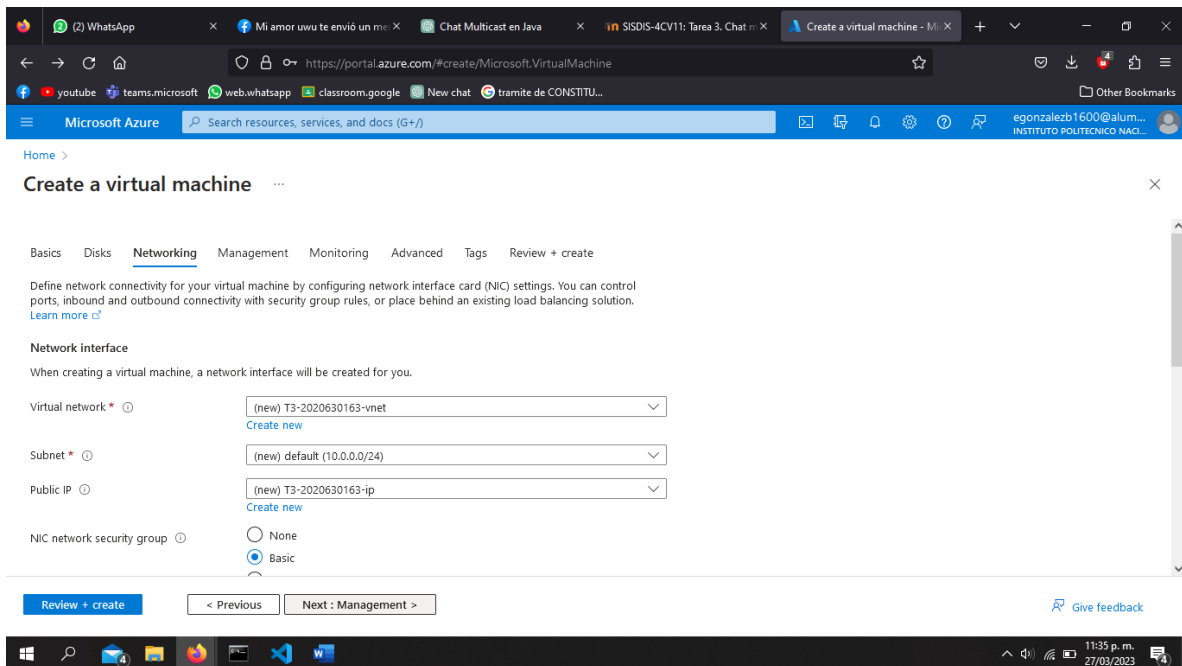 (2) WhatsApp
Mi amor uwu te envió un me
Chat Multicast en Java
SISDIS-4CV11: Tarea 3. Chat m
Create a virtual machine - Mi
https://portal.azure.com/#create/Microsoft.VirtualMachine
4
youtube teams.microsoft web.whatsapp classroom.google New chat tramite de CONSTITU...
Other Bookmarks
Microsoft Azure
Search resources, services, and docs (G+/)
egonzalezb1600@alum...
INSTITUTO POLITECNICO NACI...
Home >
Create a virtual machine ...
Basics Disks Networking Management Monitoring Advanced Tags Review + create
Define network connectivity for your virtual machine by configuring network interface card (NIC) settings. You can control
ports, inbound and outbound connectivity with security group rules, or place behind an existing load balancing solution.
Learn more
Network interface
When creating a virtual machine, a network interface will be created for you.
Virtual network *
(new) T3-2020630163-vnet
Create new
Subnet *
(new) default (10.0.0.0/24)
Public IP
(new) T3-2020630163-ip
Create new
NIC network security group
None
Basic
Review + create
< Previous
Next : Management >
Give feedback
4
11:35 p. m.
27/03/2023
4